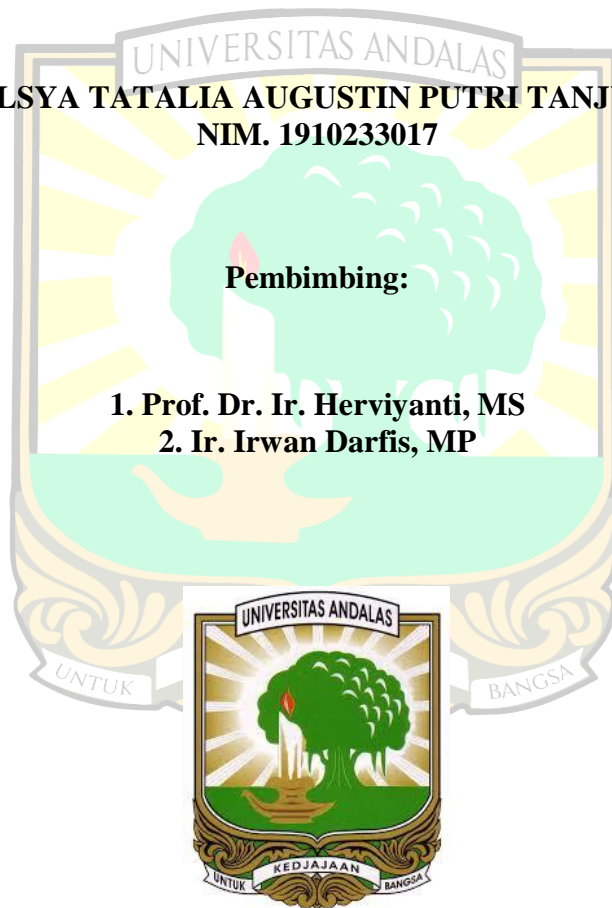 UNIVERSITAS ANDALAS
LSYA TATALIA AUGUSTIN PUTRI TANJ
NIM. 1910233017
Pembimbing:
1. Prof. Dr. Ir. Herviyanti, MS
2. Ir. Irwan Darfis, MP
UNTUK BANGSA
UNIVERSITAS ANDALAS
UNTUK KEDJAJAAN BANGSA